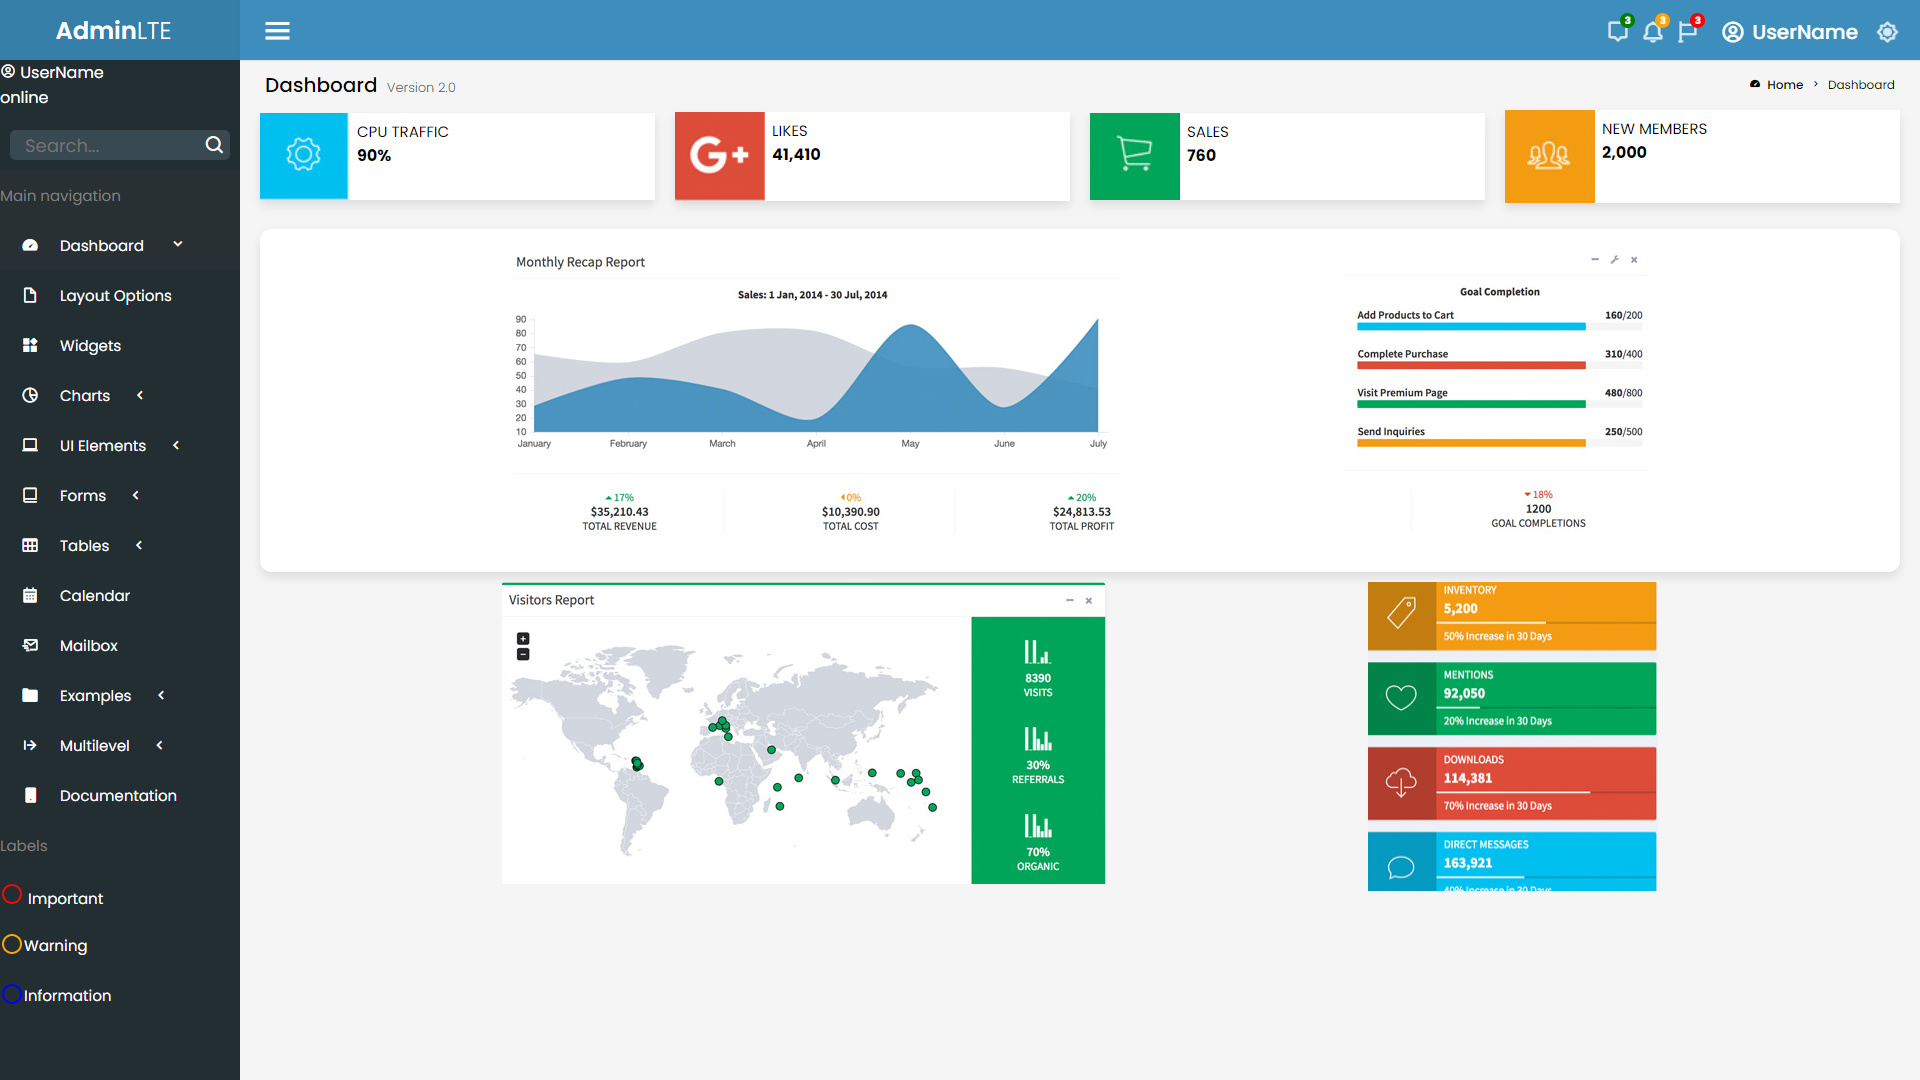 AdminLTE
3
3
3
UserName
UserName
online
Search...
Main navigation
Dashboard
Layout Options
Widgets
Charts
UI Elements
Forms
Tables
Calendar
Mailbox
Examples
Multilevel
Documentation
Labels
Important
Warning
Information
Dashboard Version 2.0
Home > Dashboard
CPU TRAFFIC
90%
G+
LIKES
41,410
SALES
760
NEW MEMBERS
2,000
Monthly Recap Report
Sales: 1 Jan, 2014 - 30 Jul, 2014
90
80
70
60
50
40
30
20
10
January February March April May June July
17%
$35,210.43
TOTAL REVENUE
0%
$10,390.90
TOTAL COST
20%
$24,813.53
TOTAL PROFIT
Goal Completion
Add Products to Cart 160/200
Complete Purchase 310/400
Visit Premium Page 480/800
Send Inquiries 250/500
18%
1200
GOAL COMPLETIONS
Visitors Report
8390
VISITS
30%
REFERRALS
70%
ORGANIC
INVENTORY
5,200
50% Increase in 30 Days
MENTIONS
92,050
20% Increase in 30 Days
DOWNLOADS
114,381
70% Increase in 30 Days
DIRECT MESSAGES
163,921
40% Increase in 30 Days